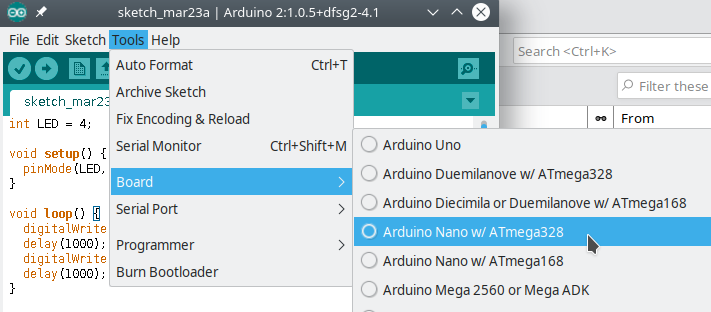 sketch_mar23a | Arduino 2:1.0.5+dfsg2-4.1
File Edit Sketch Tools Help
Search <Ctrl+K>
Filter these
From
sketch_mar23
int LED = 4;
void setup() {
pinMode(LED,
}
void loop() {
digitalWrite
delay(1000);
digitalWrite
delay(1000);
}
Auto Format Ctrl+T
Archive Sketch
Fix Encoding & Reload
Serial Monitor Ctrl+Shift+M
Board
Serial Port
Programmer
Burn Bootloader
Arduino Uno
Arduino Duemilanove w/ ATmega328
Arduino Diecimila or Duemilanove w/ ATmega168
Arduino Nano w/ ATmega328
Arduino Nano w/ ATmega168
Arduino Mega 2560 or Mega ADK